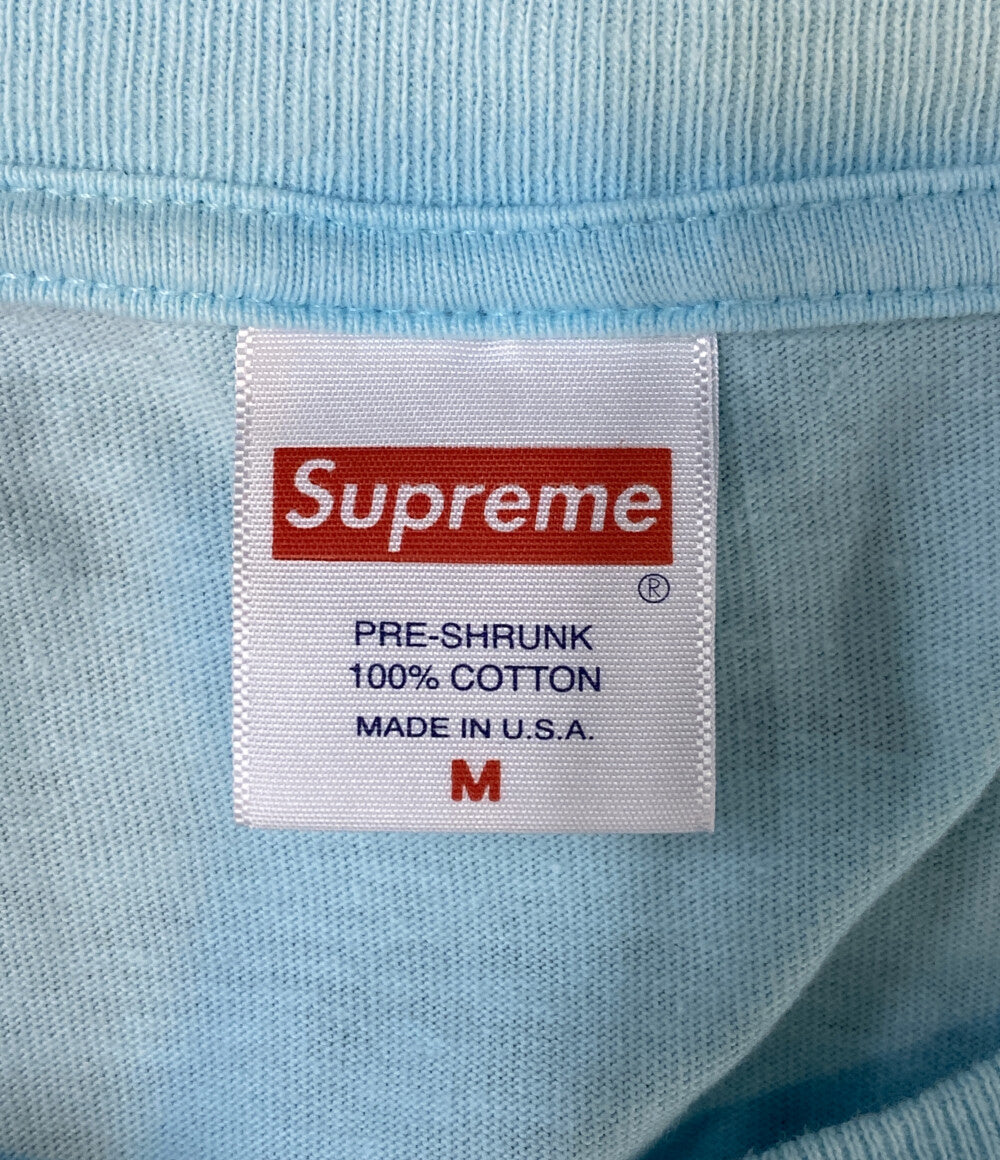 Supreme
®
PRE-SHRUNK
100% COTTON
MADE IN U.S.A.
M